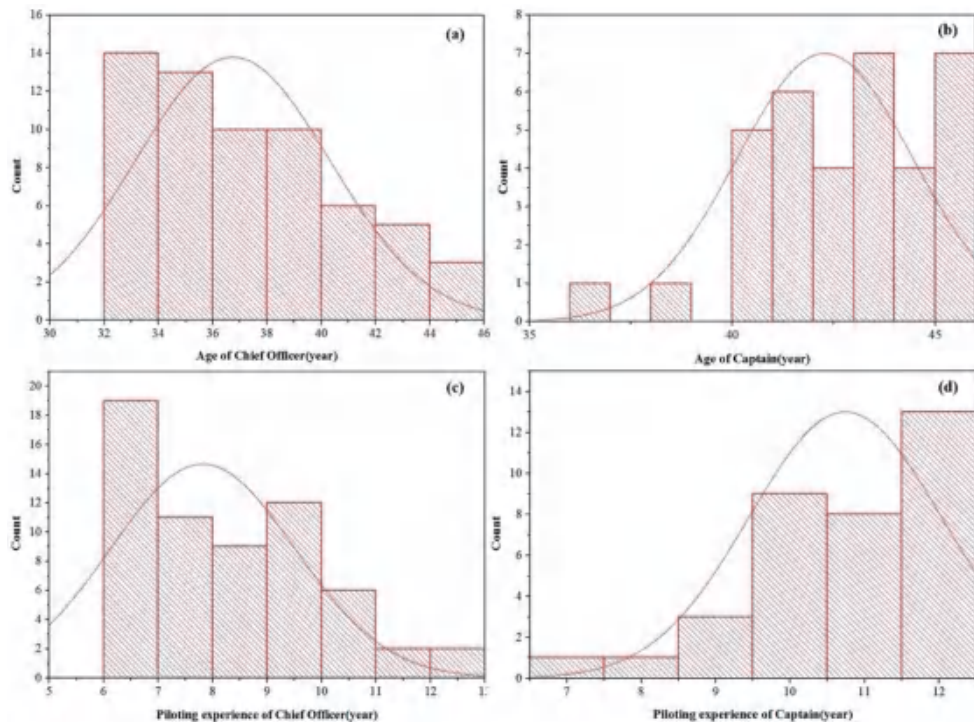 (a)
16
14
12
10
8
6
4
2
0
Count
30 32 34 36 38 40 42 44 46
Age of Chief Officer(year)
(b)
8
7
6
5
4
3
2
1
0
Count
35 40 45
Age of Captain(year)
(c)
20
18
16
14
12
10
8
6
4
2
0
Count
5 6 7 8 9 10 11 12
Piloting experience of Chief Officer(year)
(d)
14
12
10
8
6
4
2
0
Count
7 8 9 10 11 12
Piloting experience of Captain(year)